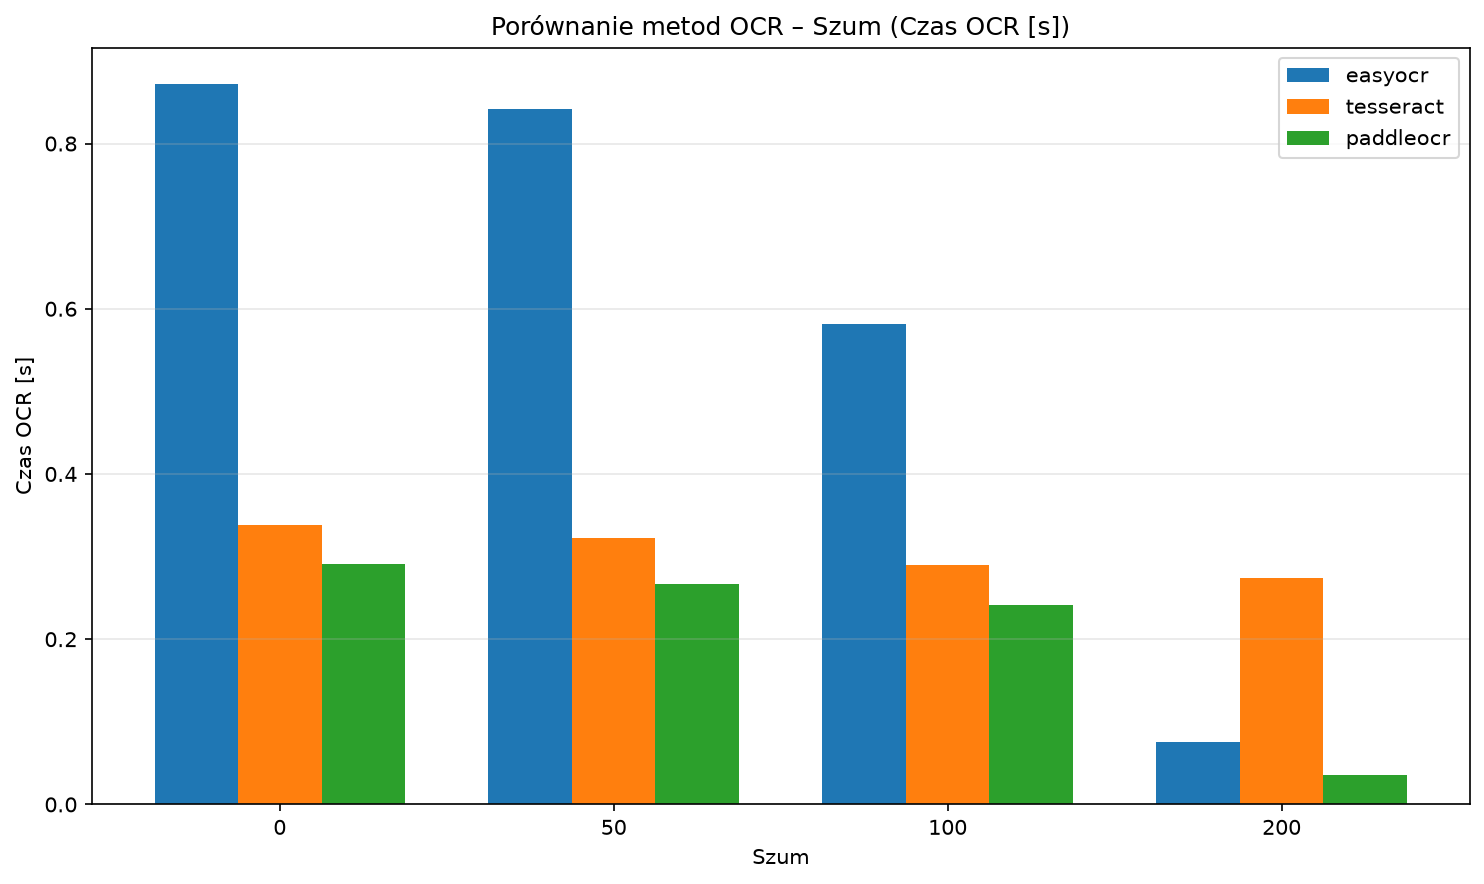 Porównanie metod OCR – Szum (Czas OCR [s])
easyocr
tesseract
paddleocr
Czas OCR [s]
0.8
0.6
0.4
0.2
0.0
0 50 100 200
Szum